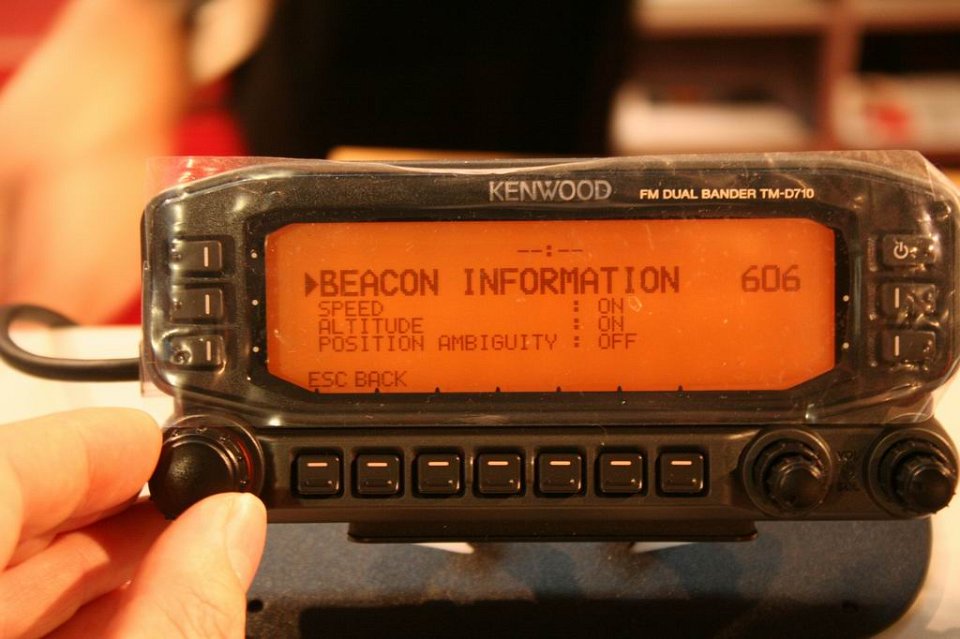 KENWOOD FM DUAL BANDER TM-D710
--:--
▶BEACON INFORMATION 606
SPEED : ON
ALTITUDE : ON
POSITION AMBIGUITY : OFF
ESC BACK